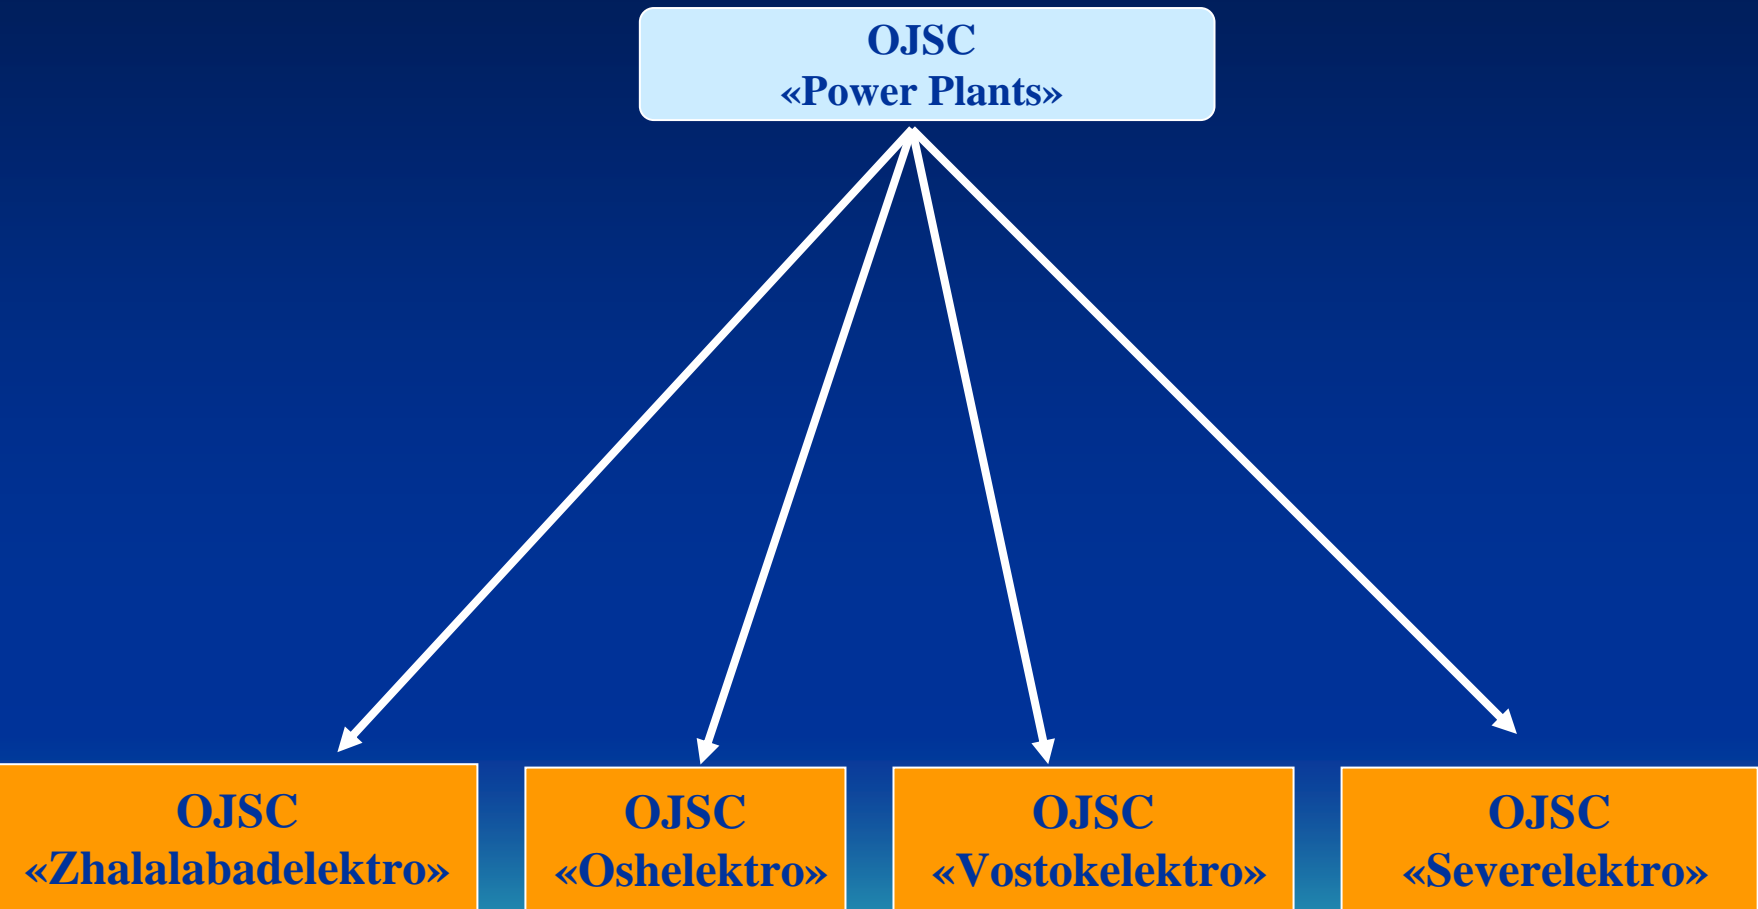 OJSC
«Power Plants»
OJSC
«Zhalalabadelektro»
OJSC
«Oshelektro»
OJSC
«Vostokelektro»
OJSC
«Severelektro»